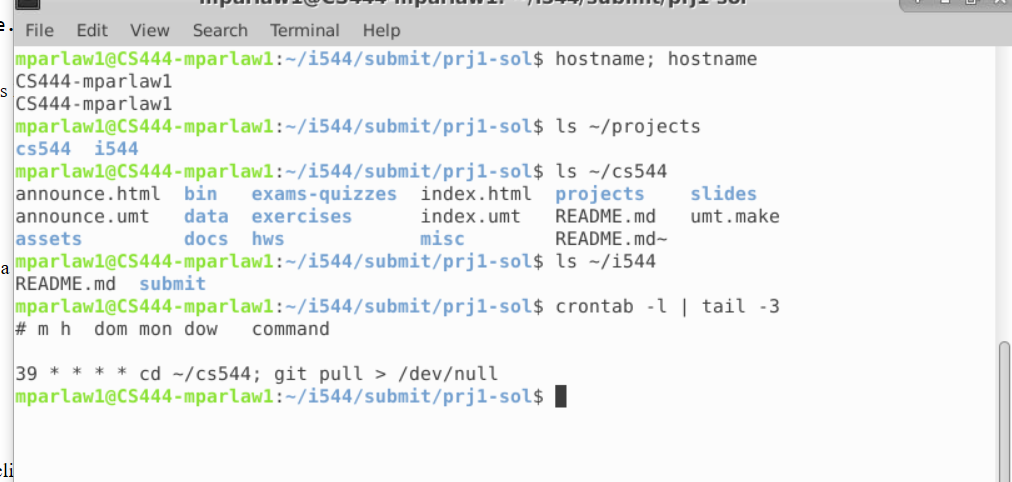 File Edit View Search Terminal Help
mparlaw1@CS444-mparlaw1:~/i544/submit/prj1-sol$ hostname; hostname
CS444-mparlaw1
CS444-mparlaw1
mparlaw1@CS444-mparlaw1:~/i544/submit/prj1-sol$ ls ~/projects
cs544  i544
mparlaw1@CS444-mparlaw1:~/i544/submit/prj1-sol$ ls ~/cs544
announce.html  bin   exams-quizzes  index.html  projects   slides
announce.umt   data  exercises      index.umt   README.md  umt.make
assets         docs  hws            misc        README.md~
mparlaw1@CS444-mparlaw1:~/i544/submit/prj1-sol$ ls ~/i544
README.md  submit
mparlaw1@CS444-mparlaw1:~/i544/submit/prj1-sol$ crontab -l | tail -3
# m h  dom mon dow   command
39 * * * * cd ~/cs544; git pull > /dev/null
mparlaw1@CS444-mparlaw1:~/i544/submit/prj1-sol$